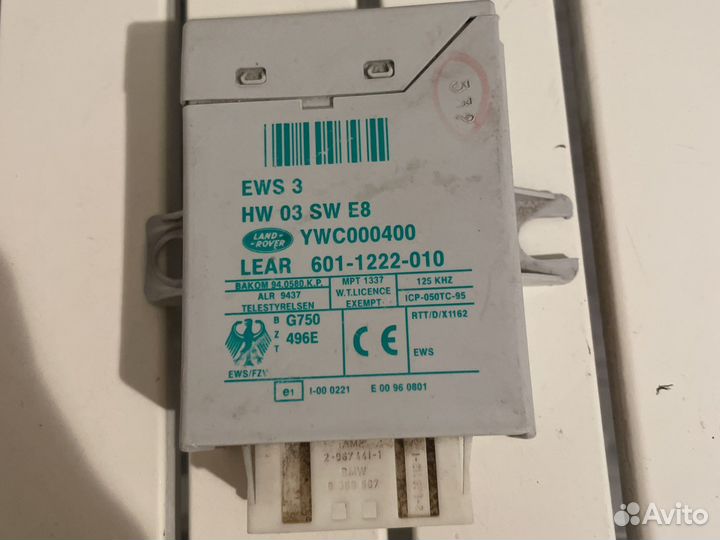 379
EWS 3
HW 03 SW E8
LAND-ROVER YWC000400
LEAR 601-1222-010
BAKOM 94.0580.K.P. MPT 1337 125 KHZ
ALR 9437 W.T.LICENCE ICP-050TC-95
TELESTYRELSEN EXEMPT
B G750 RTT/D/X1162
Z 496E CE
T EWS
EWS/FZV
e1 I-00 0221 E 00 96 0801
AMP
BMW
Avito